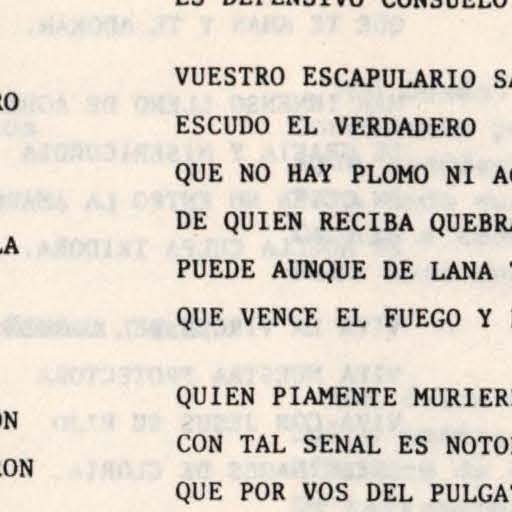 ES DEFENSIVO CONSUELO
VUESTRO ESCAPULARIO SA
ESCUDO EL VERDADERO
QUE NO HAY PLOMO NI AC
DE QUIEN RECIBA QUEBRA
PUEDE AUNQUE DE LANA
QUE VENCE EL FUEGO Y
QUIEN PIAMENTE MURIER
CON TAL SENAL ES NOTO
QUE POR VOS DEL PULGA
RO
LA
ON
RON